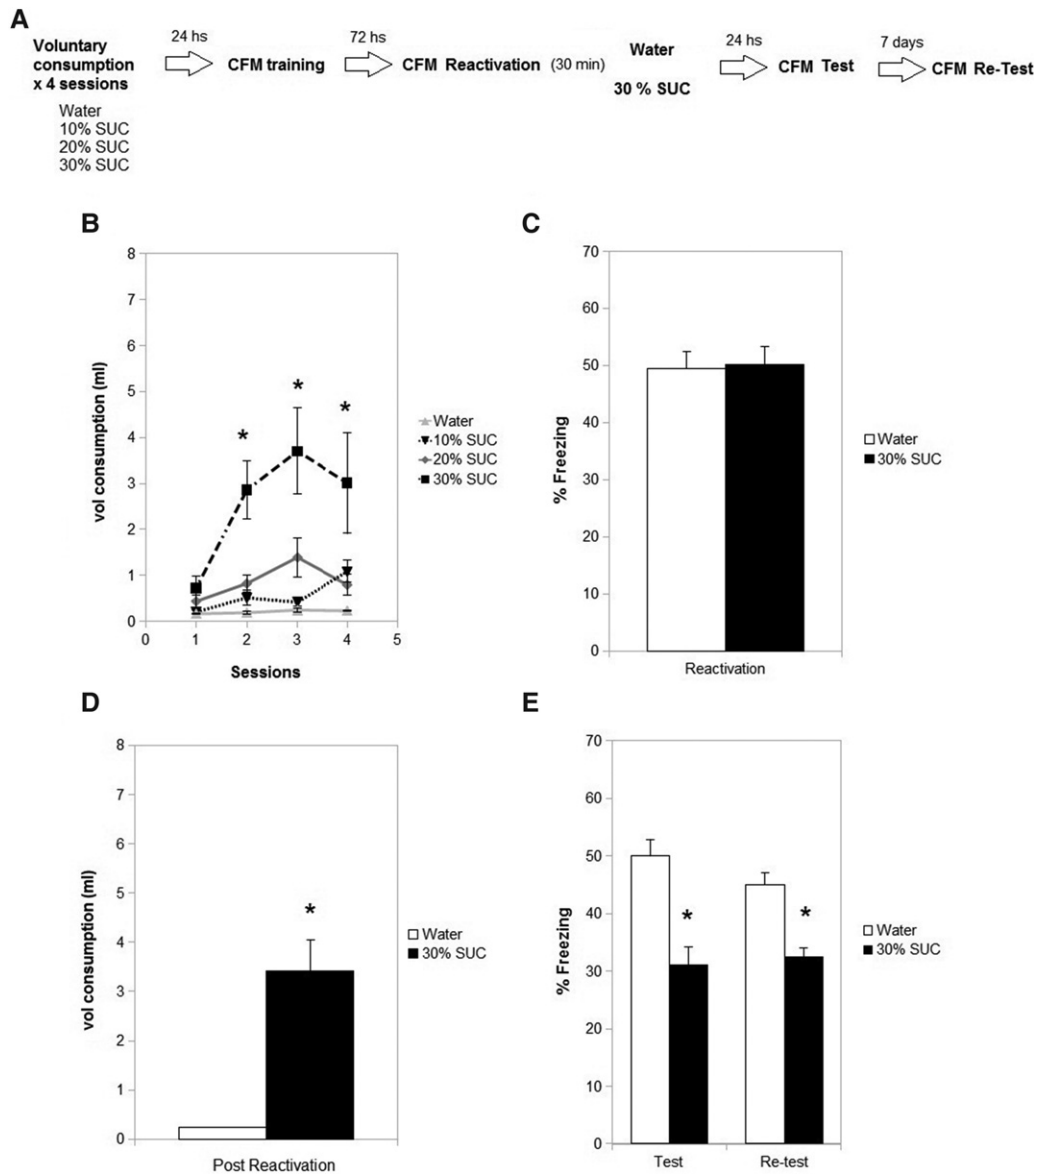 A
Voluntary consumption x 4 sessions
Water
10% SUC
20% SUC
30% SUC
24 hs
CFM training
72 hs
CFM Reactivation (30 min)
Water
30 % SUC
24 hs
CFM Test
7 days
CFM Re-Test
B
vol consumption (ml)
8
7
6
5
4
3
2
1
0
*
*
*
0 1 2 3 4 5
Sessions
Water
10% SUC
20% SUC
30% SUC
C
% Freezing
70
60
50
40
30
20
10
0
Reactivation
Water
30% SUC
D
vol consumption (ml)
8
7
6
5
4
3
2
1
0
*
Post Reactivation
Water
30% SUC
E
% Freezing
70
60
50
40
30
20
10
0
*
*
Test Re-test
Water
30% SUC